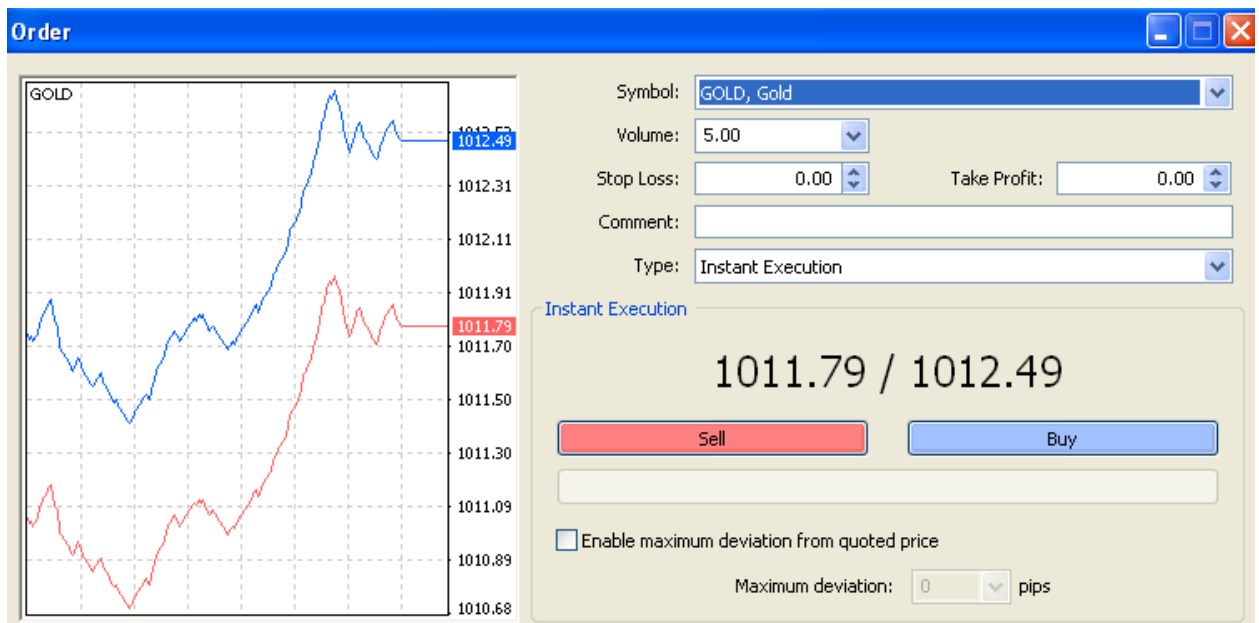 Order
GOLD
1012.49
1012.31
1012.11
1011.91
1011.79
1011.70
1011.50
1011.30
1011.09
1010.89
1010.68
Symbol: GOLD, Gold
Volume: 5.00
Stop Loss: 0.00 Take Profit: 0.00
Comment:
Type: Instant Execution
Instant Execution
1011.79 / 1012.49
Sell Buy
Enable maximum deviation from quoted price
Maximum deviation: 0 pips